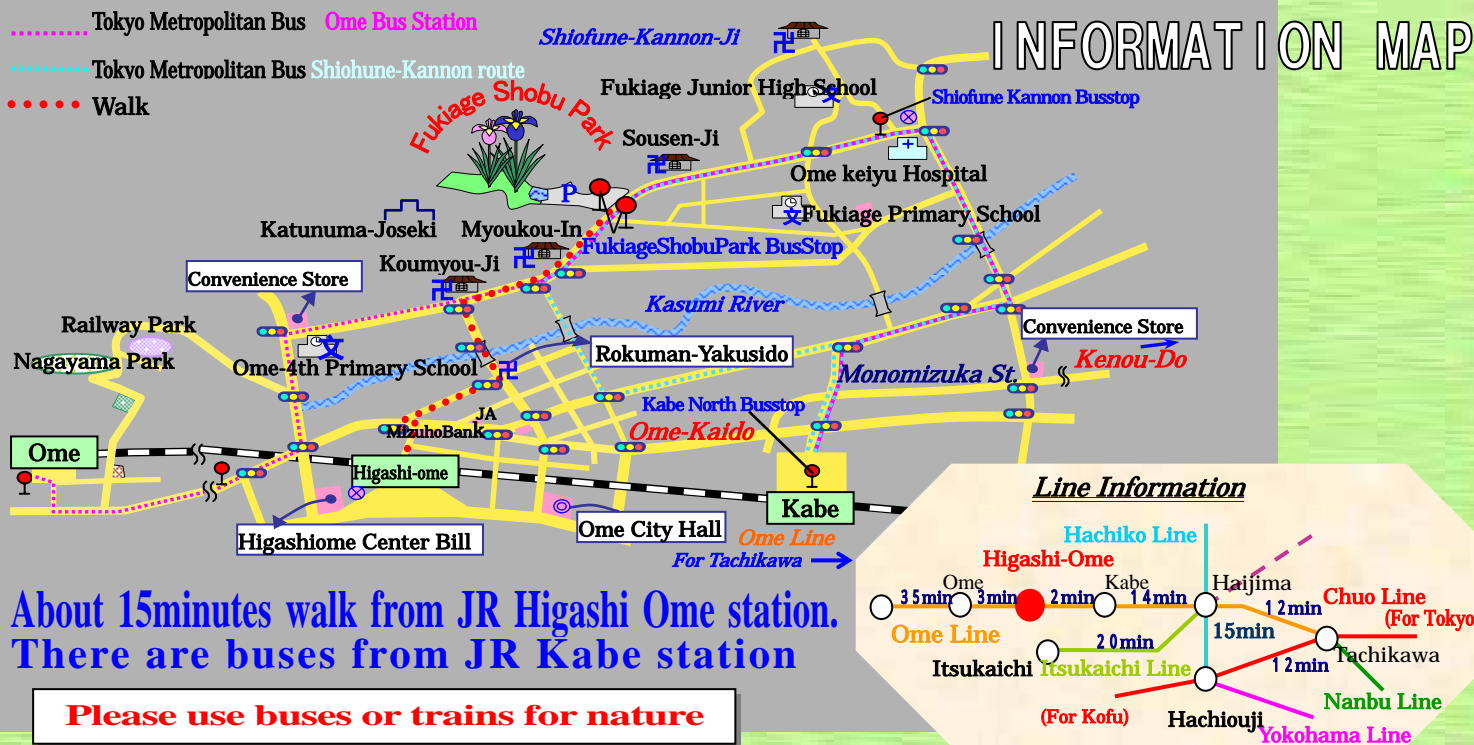 Tokyo Metropolitan Bus Ome Bus Station
Tokyo Metropolitan Bus Shiohune-Kannon route
Walk
INFORMATION MAP
Shiofune-Kannon-Ji
Fukiage Junior High School
文
Shiofune Kannon Busstop
Fukiage Shobu Park
Sousen-Ji
卍
Ome keiyu Hospital
P
文
Fukiage Primary School
Katunuma-Joseki
Myoukou-In
FukiageShobuPark BusStop
Koumyou-Ji
Convenience Store
Kasumi River
Railway Park
Convenience Store
Nagayama Park
文
Ome-4th Primary School
Rokuman-Yakusido
Kenou-Do
Monomizuka St.
JA
Kabe North Busstop
MizuhoBank
Ome-Kaido
Ome
Higashi-ome
Kabe
Higashiome Center Bill
Ome City Hall
Ome Line
For Tachikawa
About 15minutes walk from JR Higashi Ome station.
There are buses from JR Kabe station
Please use buses or trains for nature
Line Information
Hachiko Line
Higashi-Ome
Ome
Kabe
Haijima
35min
3min
2min
14min
12min
Chuo Line
(For Tokyo
Ome Line
15min
20min
Itsukaichi
Itsukaichi Line
12min
Tachikawa
Nanbu Line
(For Kofu)
Hachiouji
Yokohama Line